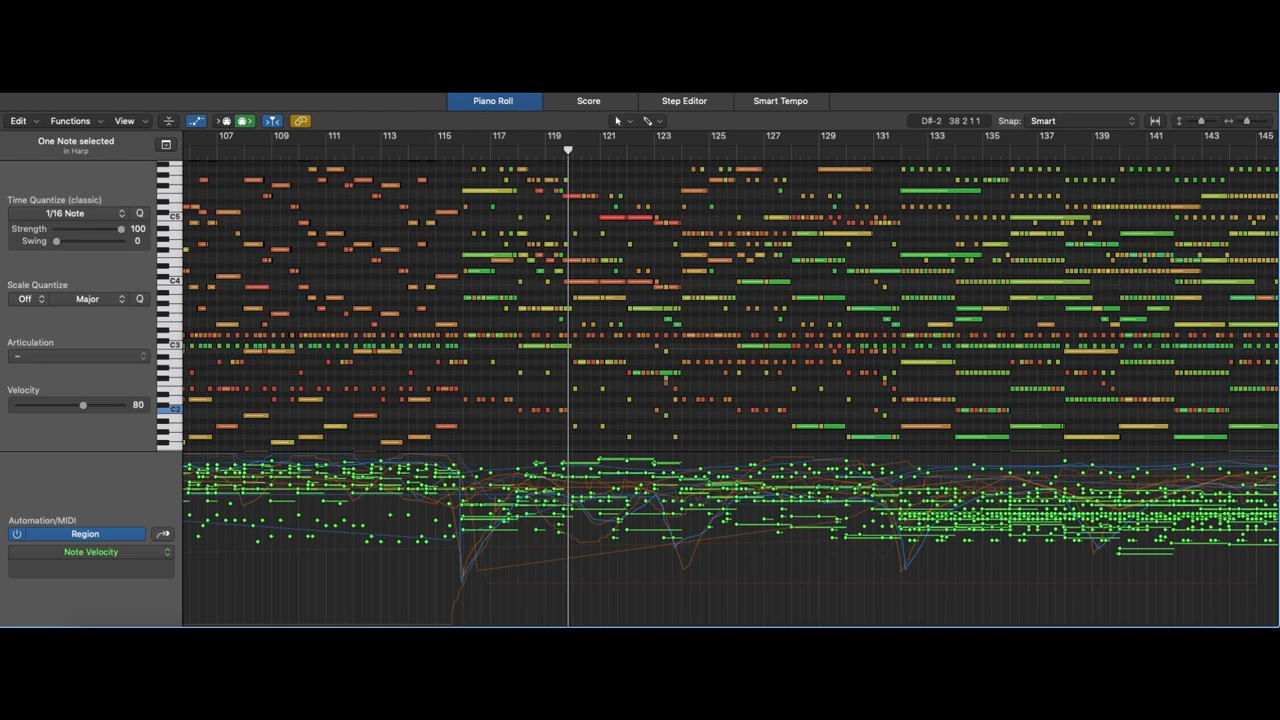 Piano Roll Score Step Editor Smart Tempo
Edit Functions View D#-2 38 2 1 1 Snap: Smart
107 109 111 113 115 117 119 121 123 125 127 129 131 133 135 137 139 141 143 145
One Note selected
in Harp
Time Quantize (classic)
1/16 Note Q
C5
Strength 100
Swing 0
C4
Scale Quantize
Off Major Q
Articulation
C3
–
Velocity
80
C2
Automation/MIDI
Region
Note Velocity